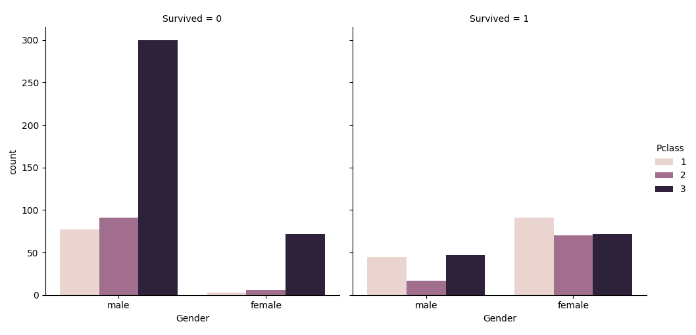 Survived = 0
Survived = 1
300
250
200
150
100
50
0
count
male
female
Gender
male
female
Gender
Pclass
1
2
3